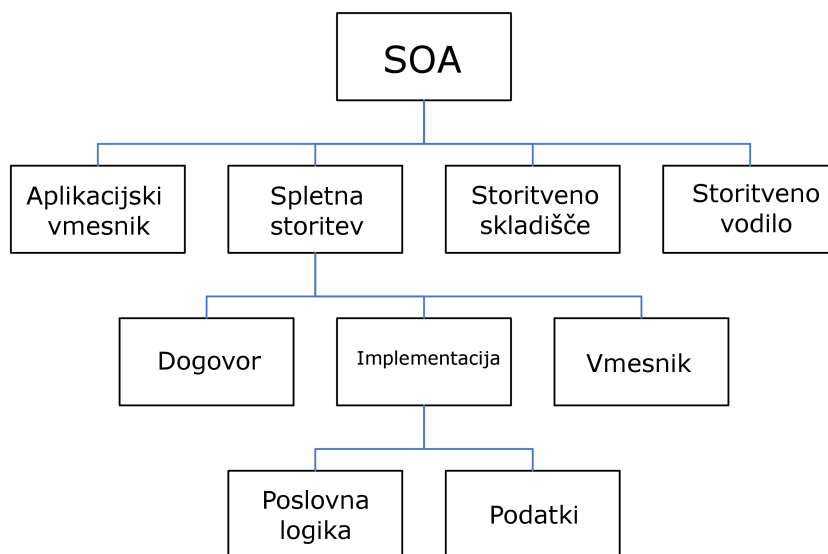 SOA
Aplikacijski
vmesnik
Spletna
storitev
Storitveno
skladišče
Storitveno
vodilo
Dogovor
Implementacija
Vmesnik
Poslovna
logika
Podatki